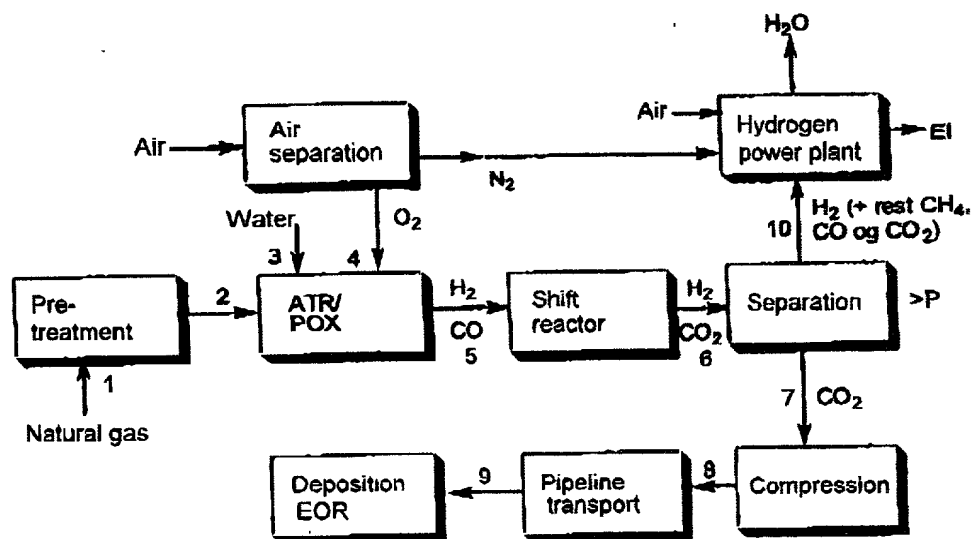 H₂O
Air
Air
separation
Air
Hydrogen
power plant
El
N₂
Water
O₂
H₂ (+ rest CH₄,
CO og CO₂)
10
3
4
Pre-
treatment
2
ATR/
POX
H₂
CO
5
Shift
reactor
H₂
CO₂
6
Separation
>P
1
Natural gas
7
CO₂
Deposition
EOR
9
Pipeline
transport
8
Compression